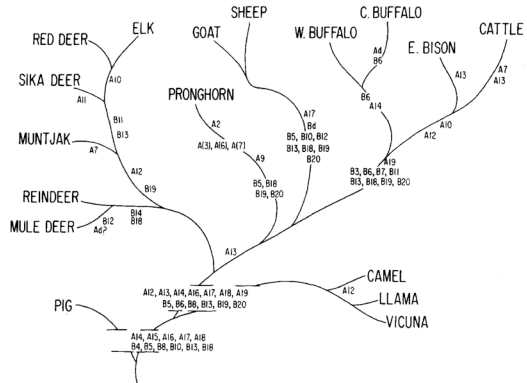 SHEEP
C. BUFFALO
ELK
GOAT
W. BUFFALO
CATTLE
RED DEER
E. BISON
Ad
B6
A10
A13
A7
A13
SIKA DEER
PRONGHORN
B6
A11
A14
A17
Bd
B11
B13
A2
B5, B10, B12
B13, B18, B19
B20
A10
A12
MUNTJAK
A(3), A(6), A(7)
A9
A7
A19
B3, B6, B7, B11
B13, B18, B19, B20
A12
B19
B5, B18
B19, B20
REINDEER
B14
B18
B12
Ad?
MULE DEER
A13
CAMEL
A12, A13, A14, A16, A17, A18, A19
B5, B6, B8, B13, B19, B20
A12
LLAMA
PIG
VICUNA
A14, A15, A16, A17, A18
B4, B5, B8, B10, B13, B18